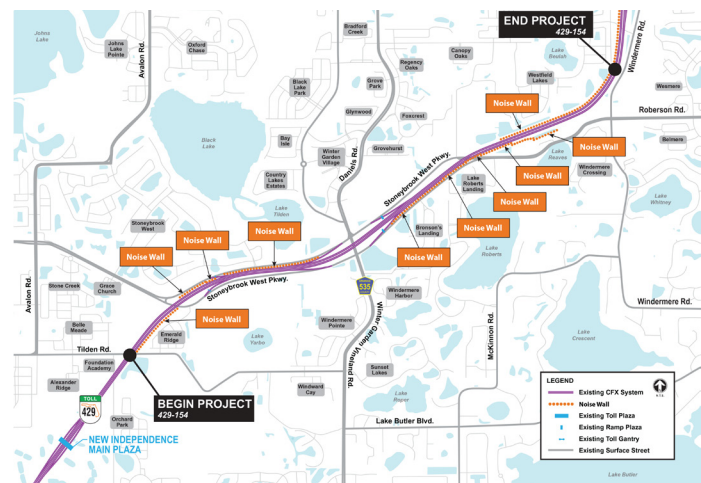 Johns
Lake
Johns
Lake
Pointe
Avalon Rd.
Oxford
Chase
Bradford
Creek
Black
Lake
Park
Regency
Oaks
Grove
Park
Canopy
Oaks
END PROJECT
429-154
Lake
Beulah
Westfield
Lakes
Windermere Rd.
Wearmere
Noise Wall
Roberson Rd.
Glynwood
Foxcrest
Black
Lake
Bay
Isle
Winter
Garden
Village
Daniels Rd.
Grovehurst
Noise Wall
Belmere
Lake
Reaves
Noise Wall
Windermere
Crossing
Country
Lakes
Estates
Stoneybrook West Pkwy.
Lake
Roberts
Landing
Noise Wall
Lake
Whitney
Lake
Tilden
Stoneybrook
West
Noise Wall
Bronson's
Landing
Noise Wall
Noise Wall
Noise Wall
Noise Wall
Lake
Roberts
Avalon Rd.
Stone Creek
Grace
Church
Stoneybrook West Pkwy.
535
Windermere
Harbor
Windermere Rd.
Noise Wall
Belle
Meade
Emerald
Ridge
Lake
Yarbo
Windermere
Pointe
Winter Garden Vineland Rd.
McKinnon Rd.
Lake
Crescent
Tilden Rd.
Foundation
Academy
Sunset
Lakes
Alexander
Ridge
BEGIN PROJECT
429-154
Windward
Cay
Lake
Roper
TOLL
429
Orchard
Park
Lake Butler Blvd.
NEW INDEPENDENCE
MAIN PLAZA
LEGEND
Existing CFX System
Noise Wall
Existing Toll Plaza
Existing Ramp Plaza
Existing Toll Gantry
Existing Surface Street
Lake Butler